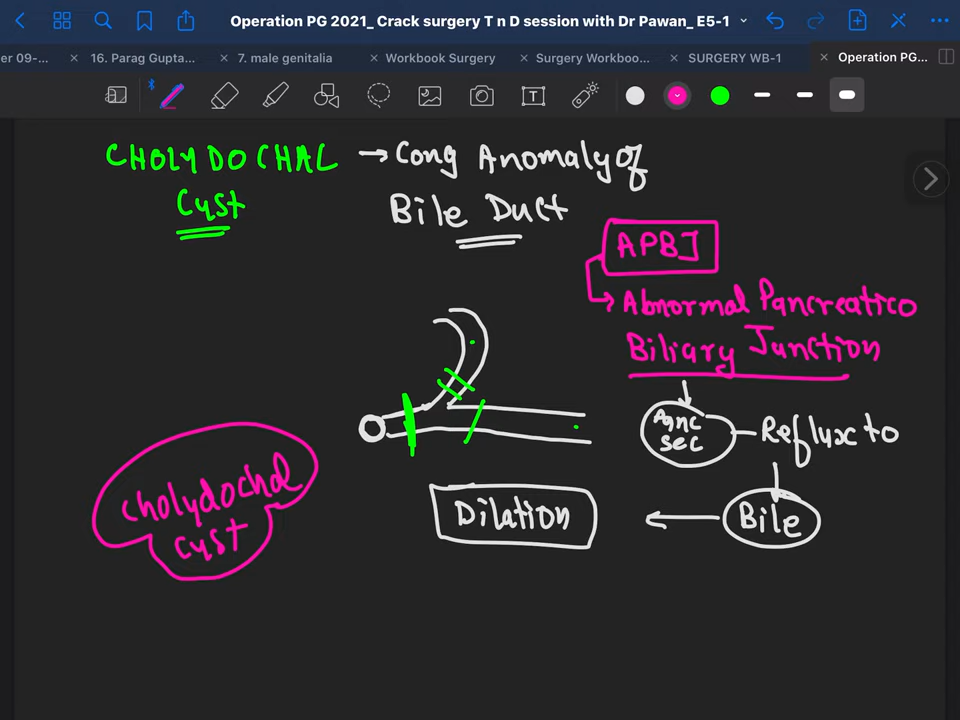 Operation PG 2021_ Crack surgery T n D session with Dr Pawan_ E5-1
er 09-...
16. Parag Gupta...
7. male genitalia
Workbook Surgery
Surgery Workboo...
SURGERY WB-1
Operation PG...
CHOLYDOCHAL → Cong Anomaly of
Cyst Bile Duct
APBJ
Abnormal Pancreatico
Biliary Junction
Panc
sec
Reflux to
Cholydochal
Cyst
Dilation
Bile